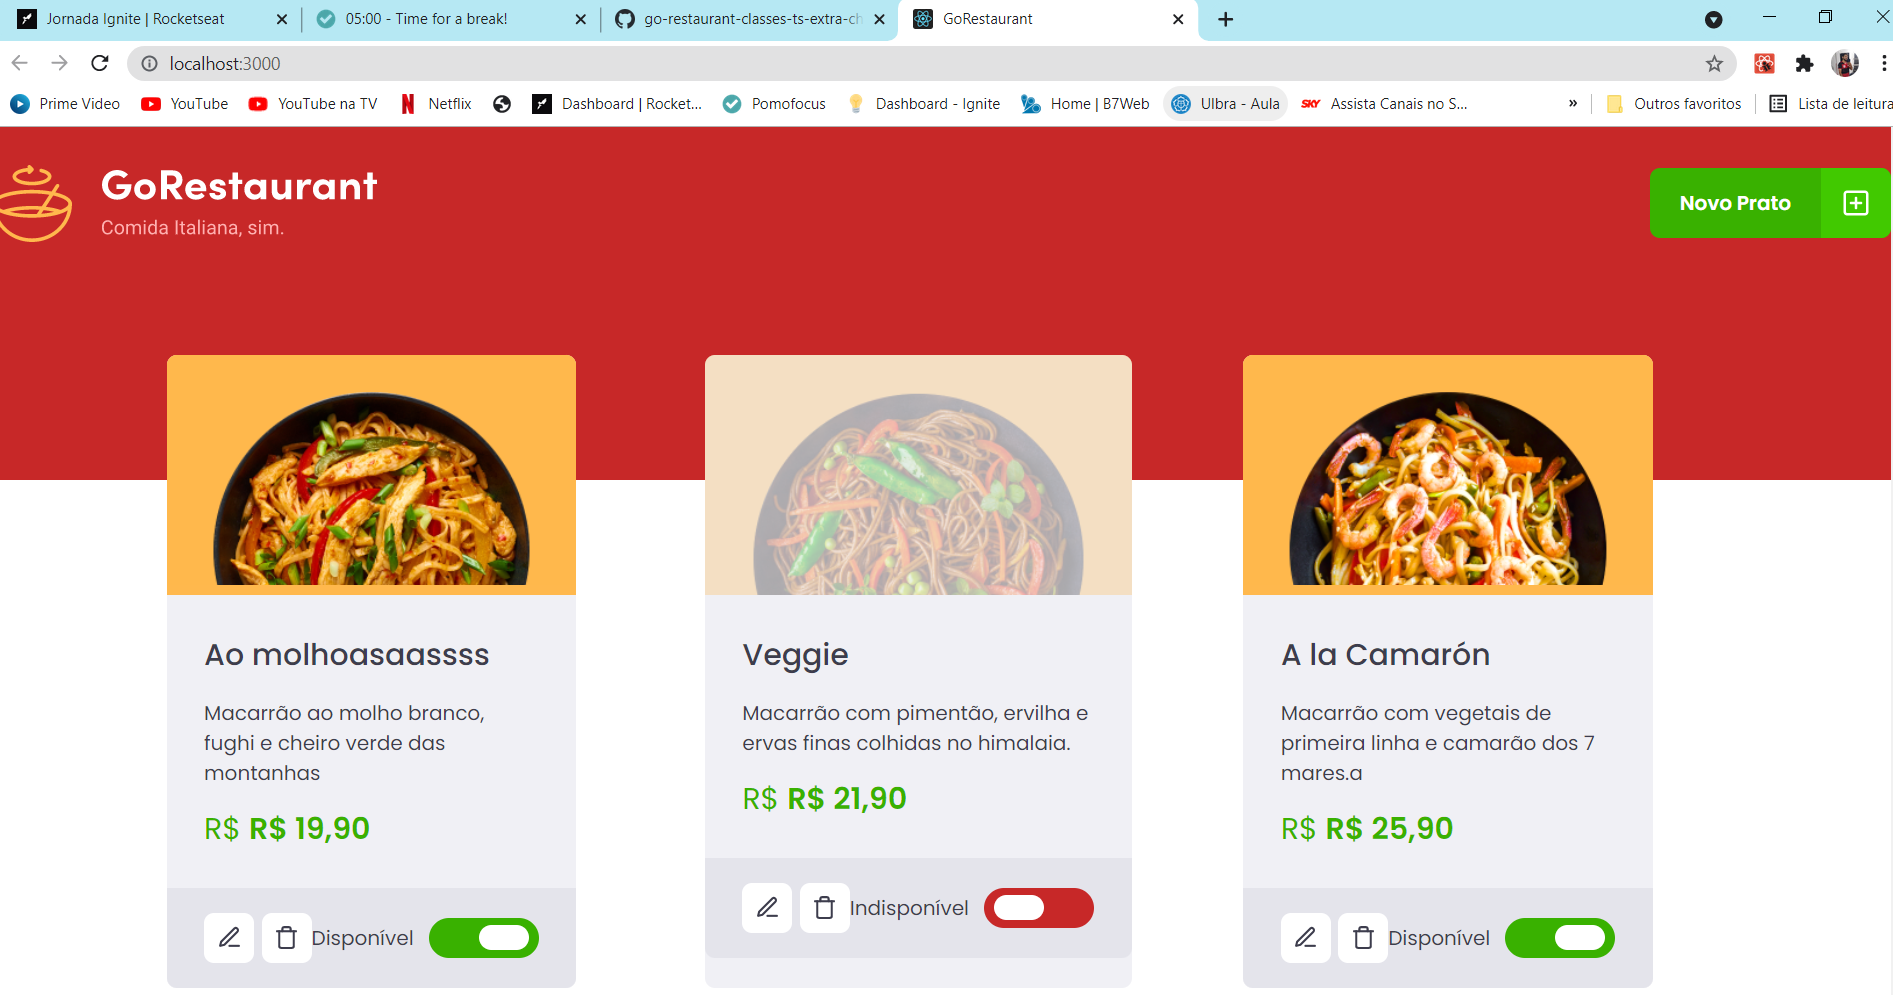 Jornada Ignite | Rocketseat
05:00 - Time for a break!
go-restaurant-classes-ts-extra-ch
GoRestaurant
localhost:3000
Prime Video
YouTube
YouTube na TV
Netflix
Dashboard | Rocket...
Pomofocus
Dashboard - Ignite
Home | B7Web
Ulbra - Aula
SKY
Assista Canais no S...
»
Outros favoritos
Lista de leitura
GoRestaurant
Comida Italiana, sim.
Novo Prato
Ao molhoasaassss
Macarrão ao molho branco,
fughi e cheiro verde das
montanhas
R$ R$ 19,90
Disponível
Veggie
Macarrão com pimentão, ervilha e
ervas finas colhidas no himalaia.
R$ R$ 21,90
Indisponível
A la Camarón
Macarrão com vegetais de
primeira linha e camarão dos 7
mares.a
R$ R$ 25,90
Disponível